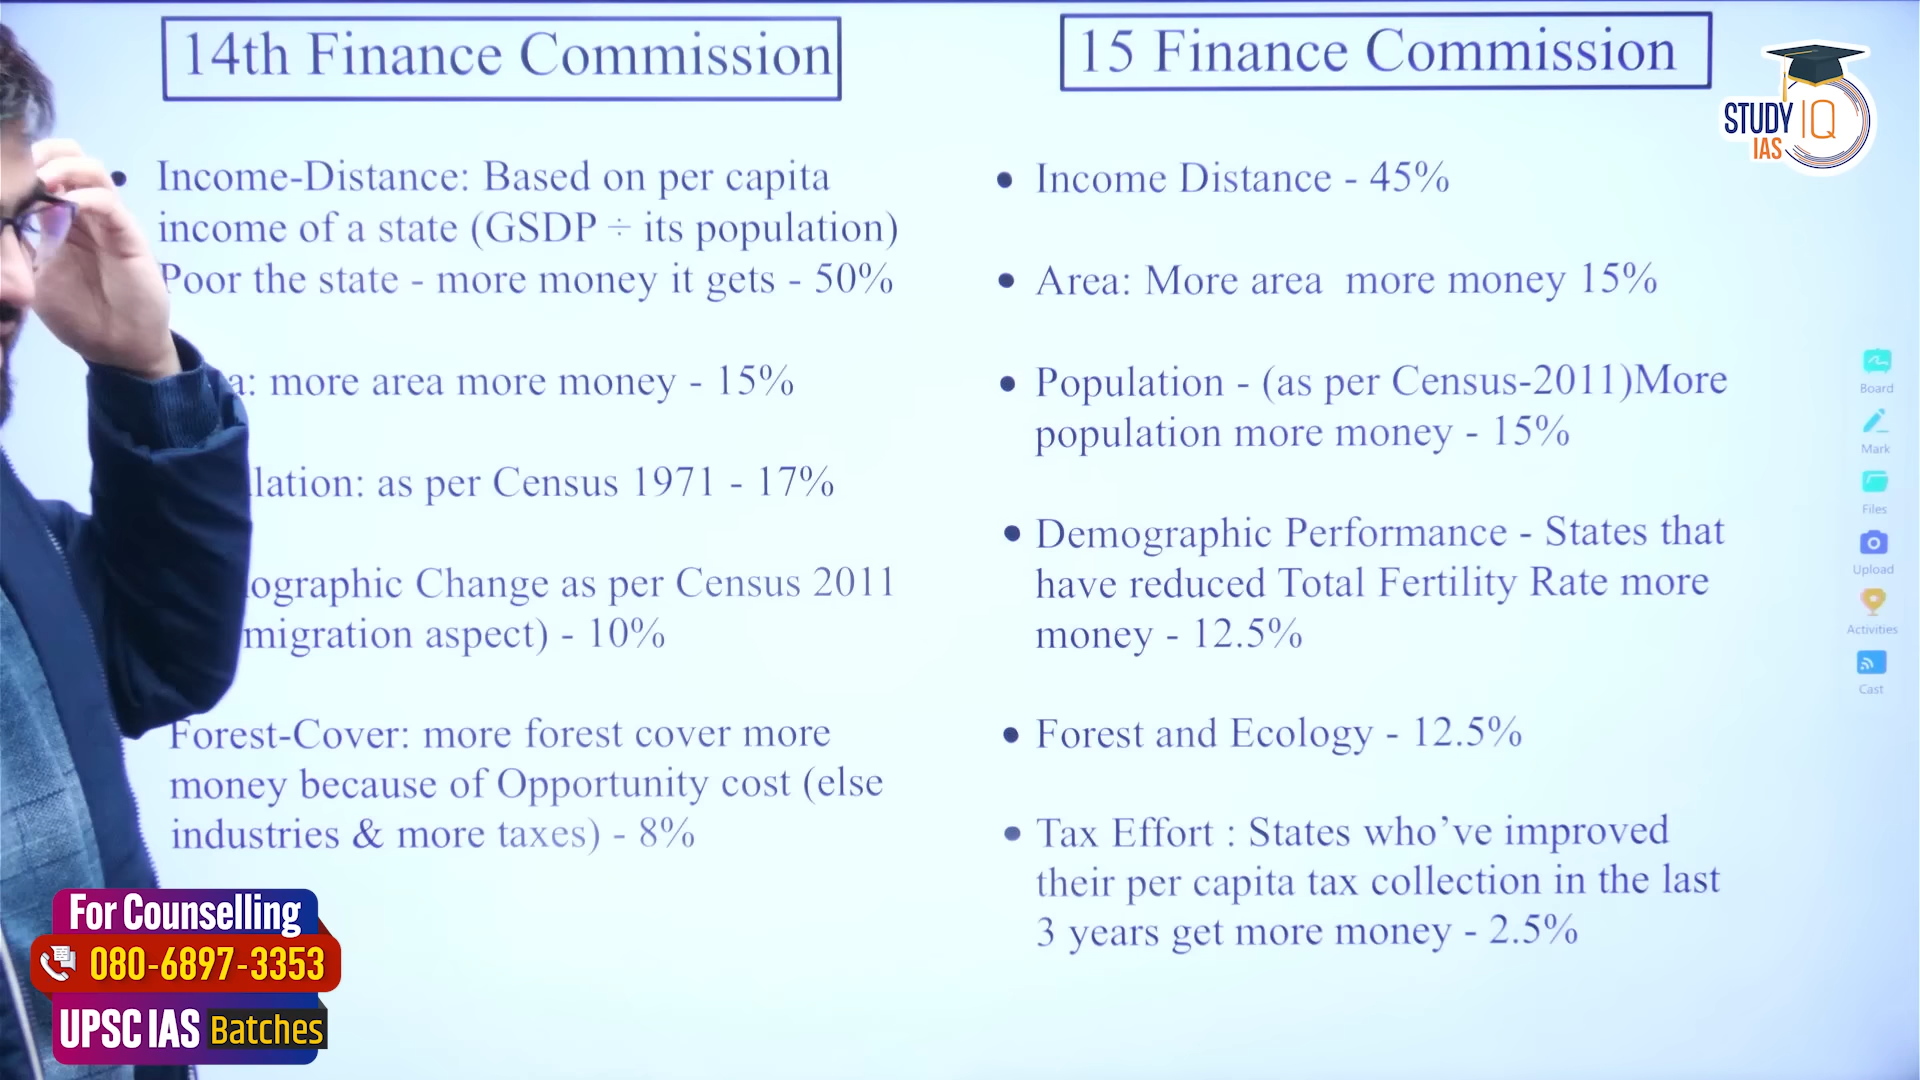 14th Finance Commission
Income-Distance: Based on per capita
income of a state (GSDP ÷ its population)
Poor the state - more money it gets - 50%
a: more area more money - 15%
lation: as per Census 1971 - 17%
ographic Change as per Census 2011
migration aspect) - 10%
Forest-Cover: more forest cover more
money because of Opportunity cost (else
industries & more taxes) - 8%
15 Finance Commission
Income Distance - 45%
Area: More area more money 15%
Population - (as per Census-2011)More
population more money - 15%
Demographic Performance - States that
have reduced Total Fertility Rate more
money - 12.5%
Forest and Ecology - 12.5%
Tax Effort : States who've improved
their per capita tax collection in the last
3 years get more money - 2.5%
STUDY IQ
IAS
Board
Mark
Files
Upload
Activities
Cast
For Counselling
080-6897-3353
UPSC IAS Batches